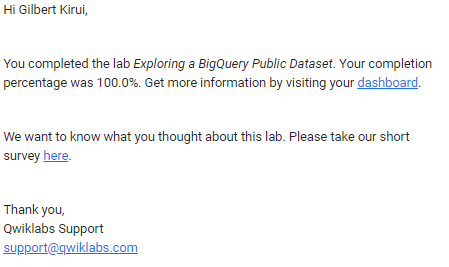 Hi Gilbert Kirui,
You completed the lab Exploring a BigQuery Public Dataset. Your completion
percentage was 100.0%. Get more information by visiting your dashboard.
We want to know what you thought about this lab. Please take our short
survey here.
Thank you,
Qwiklabs Support
support@qwiklabs.com